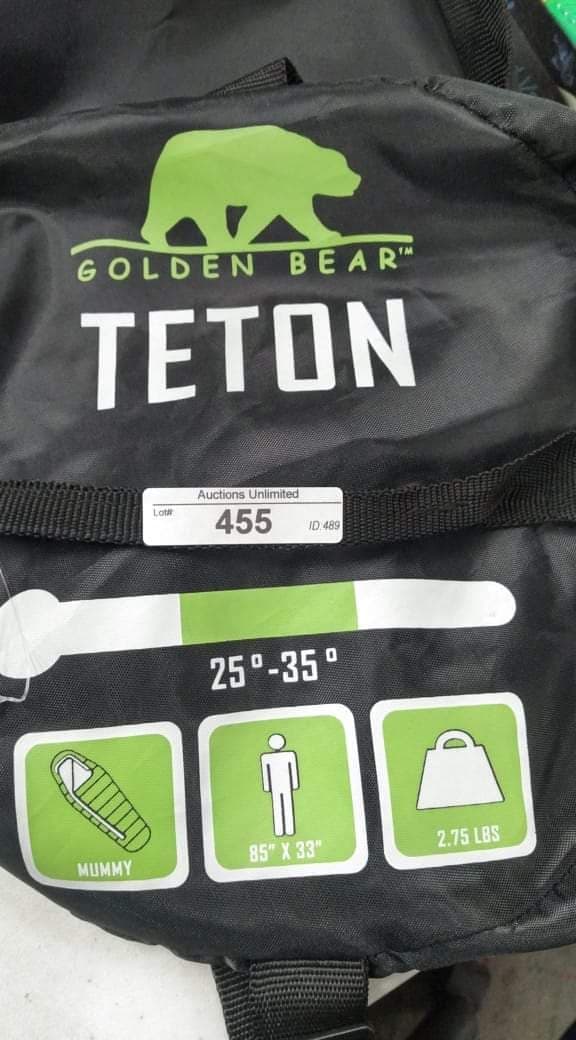 GOLDEN BEAR™
TETON
Auctions Unlimited
Lot# 455 ID:489
25°-35°
MUMMY
85" X 33"
2.75 LBS